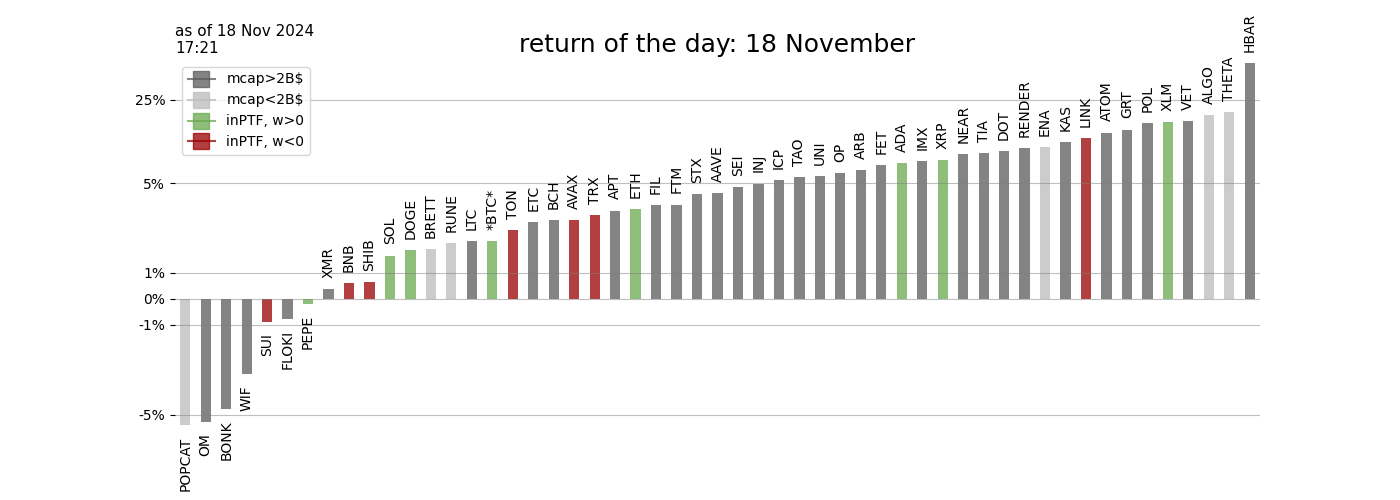 as of 18 Nov 2024
17:21
return of the day: 18 November
mcap>2B$
mcap<2B$
inPTF, w>0
inPTF, w<0
25%
5%
1%
0%
-1%
-5%
POPCAT
OM
BONK
WIF
SUI
FLOKI
PEPE
XMR
BNB
SHIB
SOL
DOGE
BRETT
RUNE
LTC
*BTC*
TON
ETC
BCH
AVAX
TRX
APT
ETH
FIL
FTM
STX
AAVE
SEI
INJ
ICP
TAO
UNI
OP
ARB
FET
ADA
IMX
XRP
NEAR
TIA
DOT
RENDER
ENA
KAS
LINK
ATOM
GRT
POL
XLM
VET
ALGO
THETA
HBAR